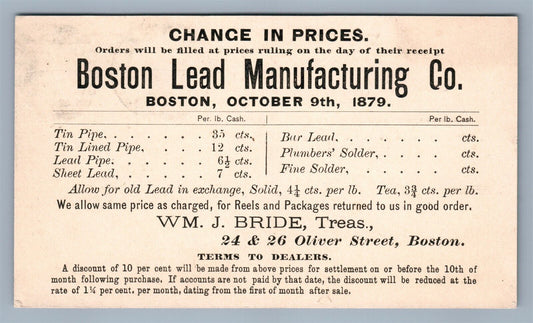 CHANGE IN PRICES.
Orders will be filled at prices ruling on the day of their receipt
Boston Lead Manufacturing Co.
BOSTON, OCTOBER 9th, 1879.
Per lb. Cash. Per lb. Cash.
Tin Pipe, . . . . . . 35 cts. Bar Lead, . . . . . . cts.
Tin Lined Pipe, . . . 12 cts. Plumbers' Solder, . . . . cts.
Lead Pipe, . . . . . 6½ cts. Fine Solder, . . . . . cts.
Sheet Lead, . . . . . 7 cts.
Allow for old Lead in exchange, Solid, 4¼ cts. per lb. Tea, 3¾ cts. per lb.
We allow same price as charged, for Reels and Packages returned to us in good order.
WM. J. BRIDE, Treas.,
24 & 26 Oliver Street, Boston.
TERMS TO DEALERS.
A discount of 10 per cent will be made from above prices for settlement on or before the 10th of
month following purchase. If accounts are not paid by that date, the discount will be reduced at the
rate of 1¼ per cent. per month, dating from the first of month after sale.